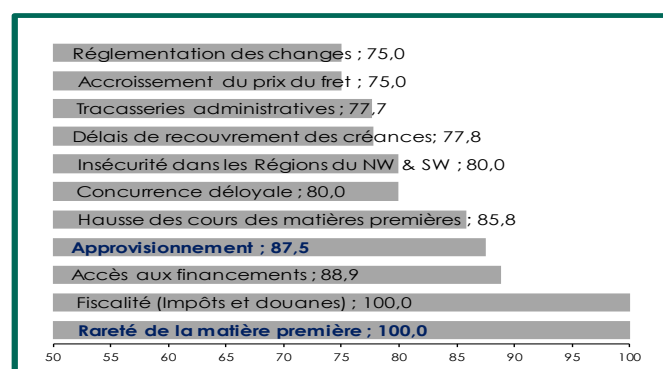 Réglementation des changes ; 75,0
Accroissement du prix du fret ; 75,0
Tracasseries administratives ; 77,7
Délais de recouvrement des créances; 77,8
Insécurité dans les Régions du NW & SW ; 80,0
Concurrence déloyale ; 80,0
Hausse des cours des matières premières ; 85,8
Approvisionnement ; 87,5
Accès aux financements ; 88,9
Fiscalité (Impôts et douanes) ; 100,0
Rareté de la matière première ; 100,0
50 55 60 65 70 75 80 85 90 95 100